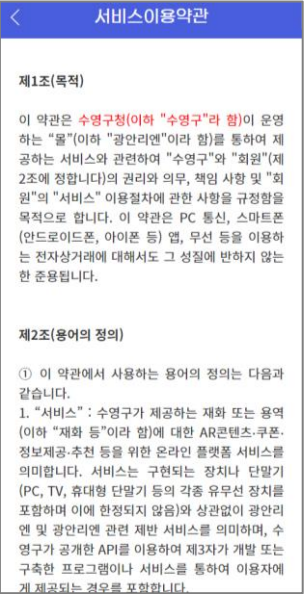 서비스이용약관
제1조(목적)
이 약관은 수영구청(이하 "수영구"라 함)이 운영
하는 “몰”(이하 "광안리엔"이라 함)를 통하여 제
공하는 서비스와 관련하여 "수영구"와 "회원"(제
2조에 정합니다)의 권리와 의무, 책임 사항 및 "회
원"의 "서비스" 이용절차에 관한 사항을 규정함을
목적으로 합니다. 이 약관은 PC 통신, 스마트폰
(안드로이드폰, 아이폰 등) 앱, 무선 등을 이용하
는 전자상거래에 대해서도 그 성질에 반하지 않는
한 준용됩니다.
제2조(용어의 정의)
① 이 약관에서 사용하는 용어의 정의는 다음과
같습니다.
1. “서비스” : 수영구가 제공하는 재화 또는 용역
(이하 “재화 등”이라 함)에 대한 AR콘텐츠·쿠폰·
정보제공·추천 등을 위한 온라인 플랫폼 서비스를
의미합니다. 서비스는 구현되는 장치나 단말기
(PC, TV, 휴대형 단말기 등의 각종 유무선 장치를
포함하며 이에 한정되지 않음)와 상관없이 광안리
엔 및 광안리엔 관련 제반 서비스를 의미하며, 수
영구가 공개한 API를 이용하여 제3자가 개발 또는
구축한 프로그램이나 서비스를 통하여 이용자에
게 제공되는 경우를 포함합니다.